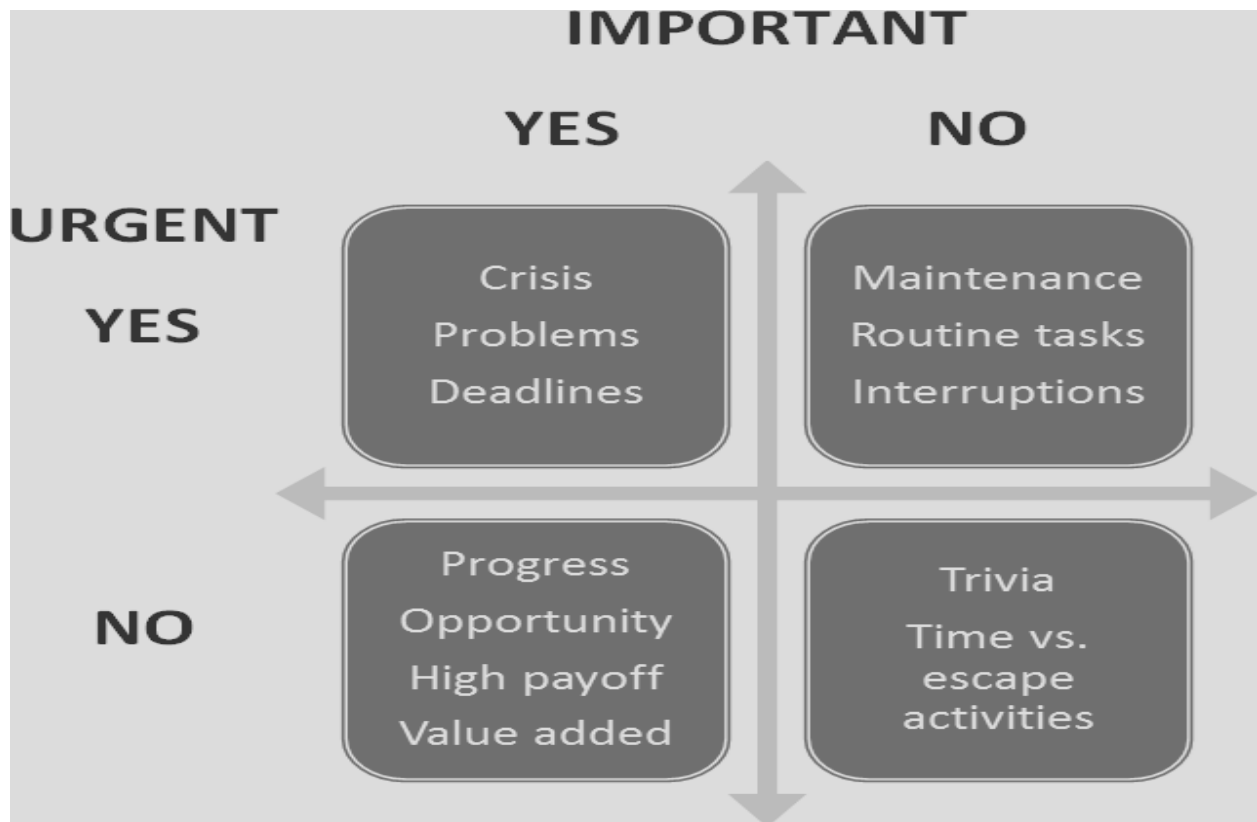 IMPORTANT
YES
NO
URGENT
YES
Crisis
Problems
Deadlines
Maintenance
Routine tasks
Interruptions
NO
Progress
Opportunity
High payoff
Value added
Trivia
Time vs.
escape
activities